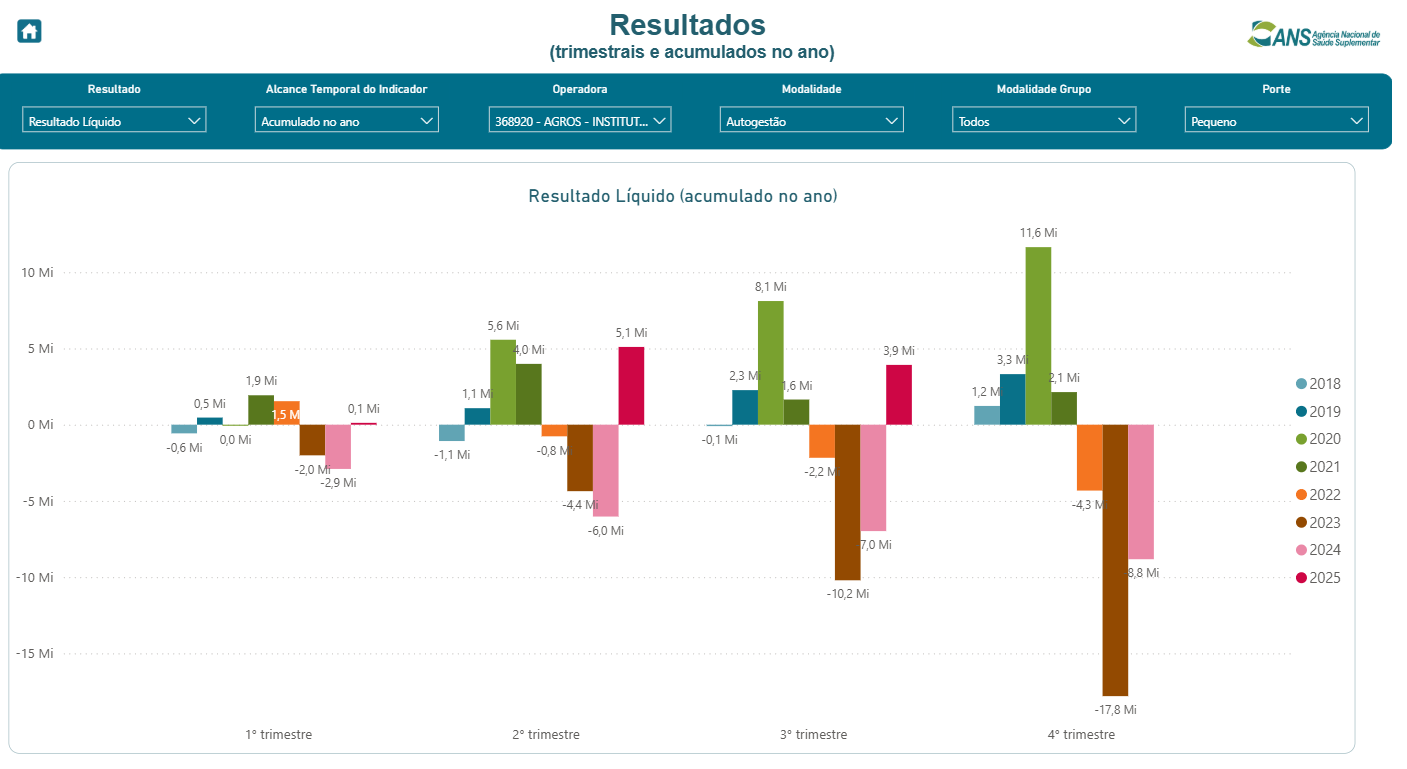 Resultados
(trimestrais e acumulados no ano)
ANS Agência Nacional de
Saúde Suplementar
Resultado
Alcance Temporal do Indicador
Operadora
Modalidade
Modalidade Grupo
Porte
Resultado Líquido
Acumulado no ano
368920 - AGROS - INSTITUT...
Autogestão
Todos
Pequeno
Resultado Líquido (acumulado no ano)
10 Mi
5 Mi
0 Mi
-5 Mi
-10 Mi
-15 Mi
-0,6 Mi
0,5 Mi
0,0 Mi
1,9 Mi
1,5 M
-2,0 Mi
-2,9 Mi
0,1 Mi
-1,1 Mi
1,1 Mi
5,6 Mi
4,0 Mi
-0,8 M
-4,4 Mi
-6,0 Mi
5,1 Mi
-0,1 Mi
2,3 Mi
8,1 Mi
1,6 Mi
-2,2 M
-10,2 Mi
7,0 Mi
3,9 Mi
1,2 M
3,3 Mi
11,6 Mi
2,1 Mi
-4,3 M
-17,8 Mi
8,8 Mi
1° trimestre
2° trimestre
3° trimestre
4° trimestre
2018
2019
2020
2021
2022
2023
2024
2025